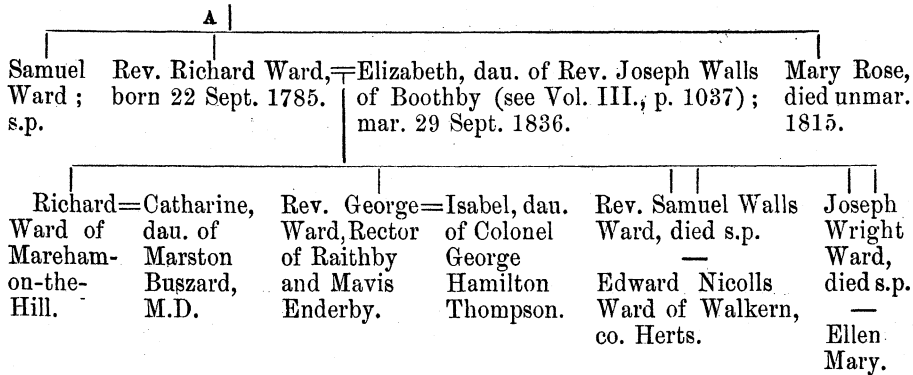 A
Samuel
Ward ;
s.p.
Rev. Richard Ward,=
born 22 Sept. 1785.
Elizabeth, dau. of Rev. Joseph Walls
of Boothby (see Vol. III., p. 1037) ;
mar. 29 Sept. 1836.
Mary Rose,
died unmar.
1815.
Richard=
Ward of
Mareham-
on-the-
Hill.
Catharine,
dau. of
Marston
Buszard,
M.D.
Rev. George=
Ward, Rector
of Raithby
and Mavis
Enderby.
Isabel, dau.
of Colonel
George
Hamilton
Thompson.
Rev. Samuel Walls
Ward, died s.p.
—
Edward Nicolls
Ward of Walkern,
co. Herts.
Joseph
Wright
Ward,
died s.p.
—
Ellen
Mary.